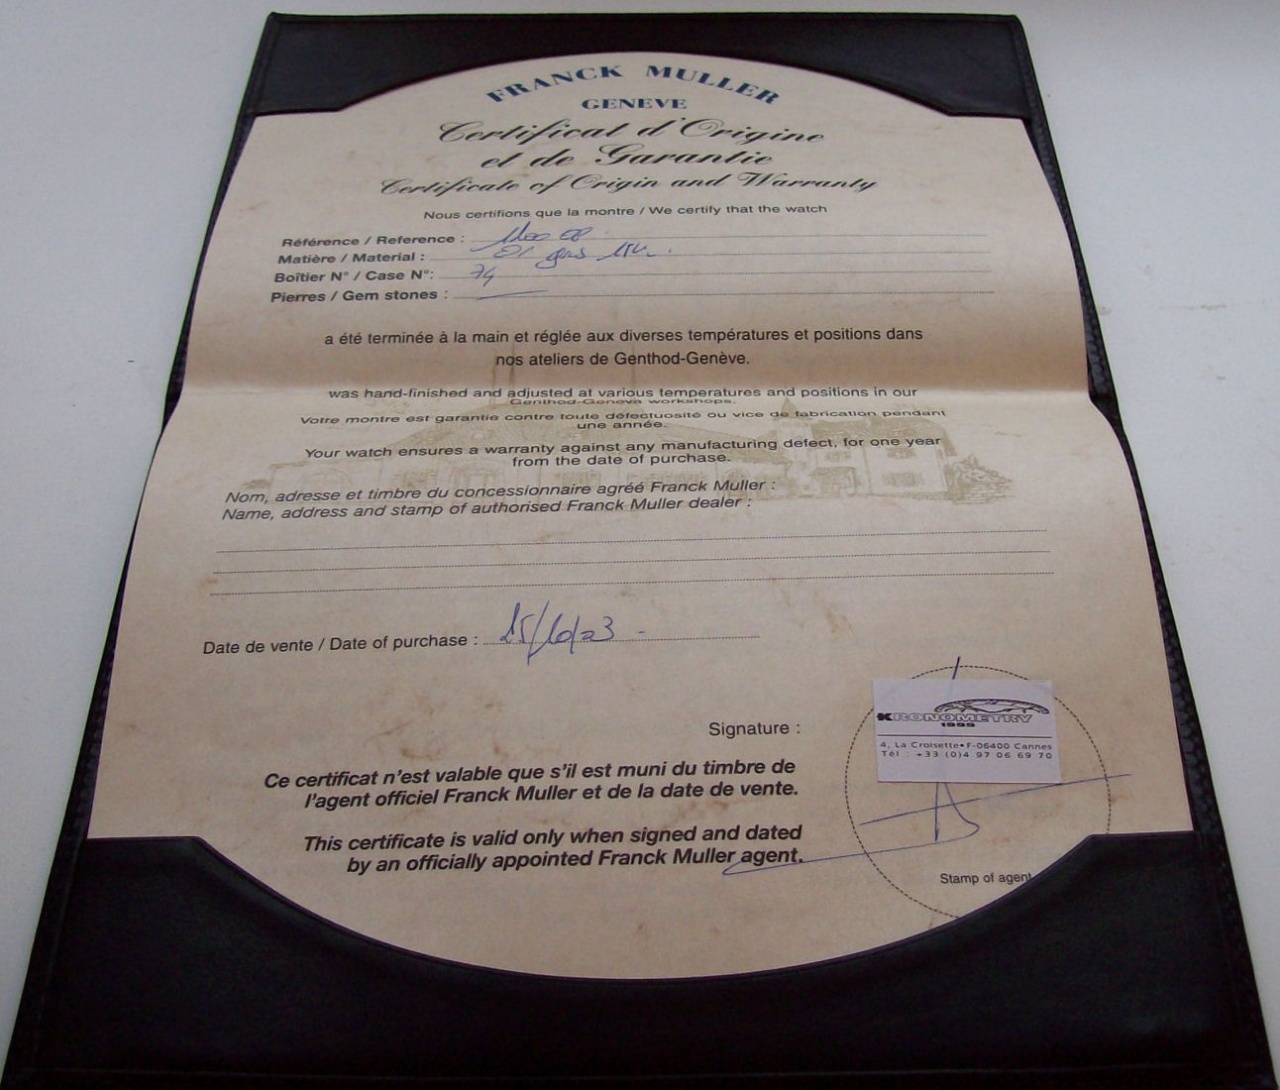 FRANCK MULLER
GENEVE
Certificat d'Origine
et de Garantie
Certificate of Origin and Warranty
Nous certifions que la montre / We certify that the watch
Référence / Reference :
Matière / Material : Or gris
Boîtier N° / Case N°: 74
Pierres / Gem stones :
a été terminée à la main et réglée aux diverses températures et positions dans
nos ateliers de Genthod-Genève.
was hand-finished and adjusted at various temperatures and positions in our
Genthod-Geneva workshops.
Votre montre est garantie contre toute défectuosité ou vice de fabrication pendant
une année.
Your watch ensures a warranty against any manufacturing defect, for one year
from the date of purchase.
Nom, adresse et timbre du concessionnaire agréé Franck Muller :
Name, address and stamp of authorised Franck Muller dealer :
Date de vente / Date of purchase :
Signature :
KRONOMETRY
1999
4, La Croisette•F-06400 Cannes
Tél : +33 (0)4 97 06 69 70
Ce certificat n'est valable que s'il est muni du timbre de
l'agent officiel Franck Muller et de la date de vente.
This certificate is valid only when signed and dated
by an officially appointed Franck Muller agent.
Stamp of agent